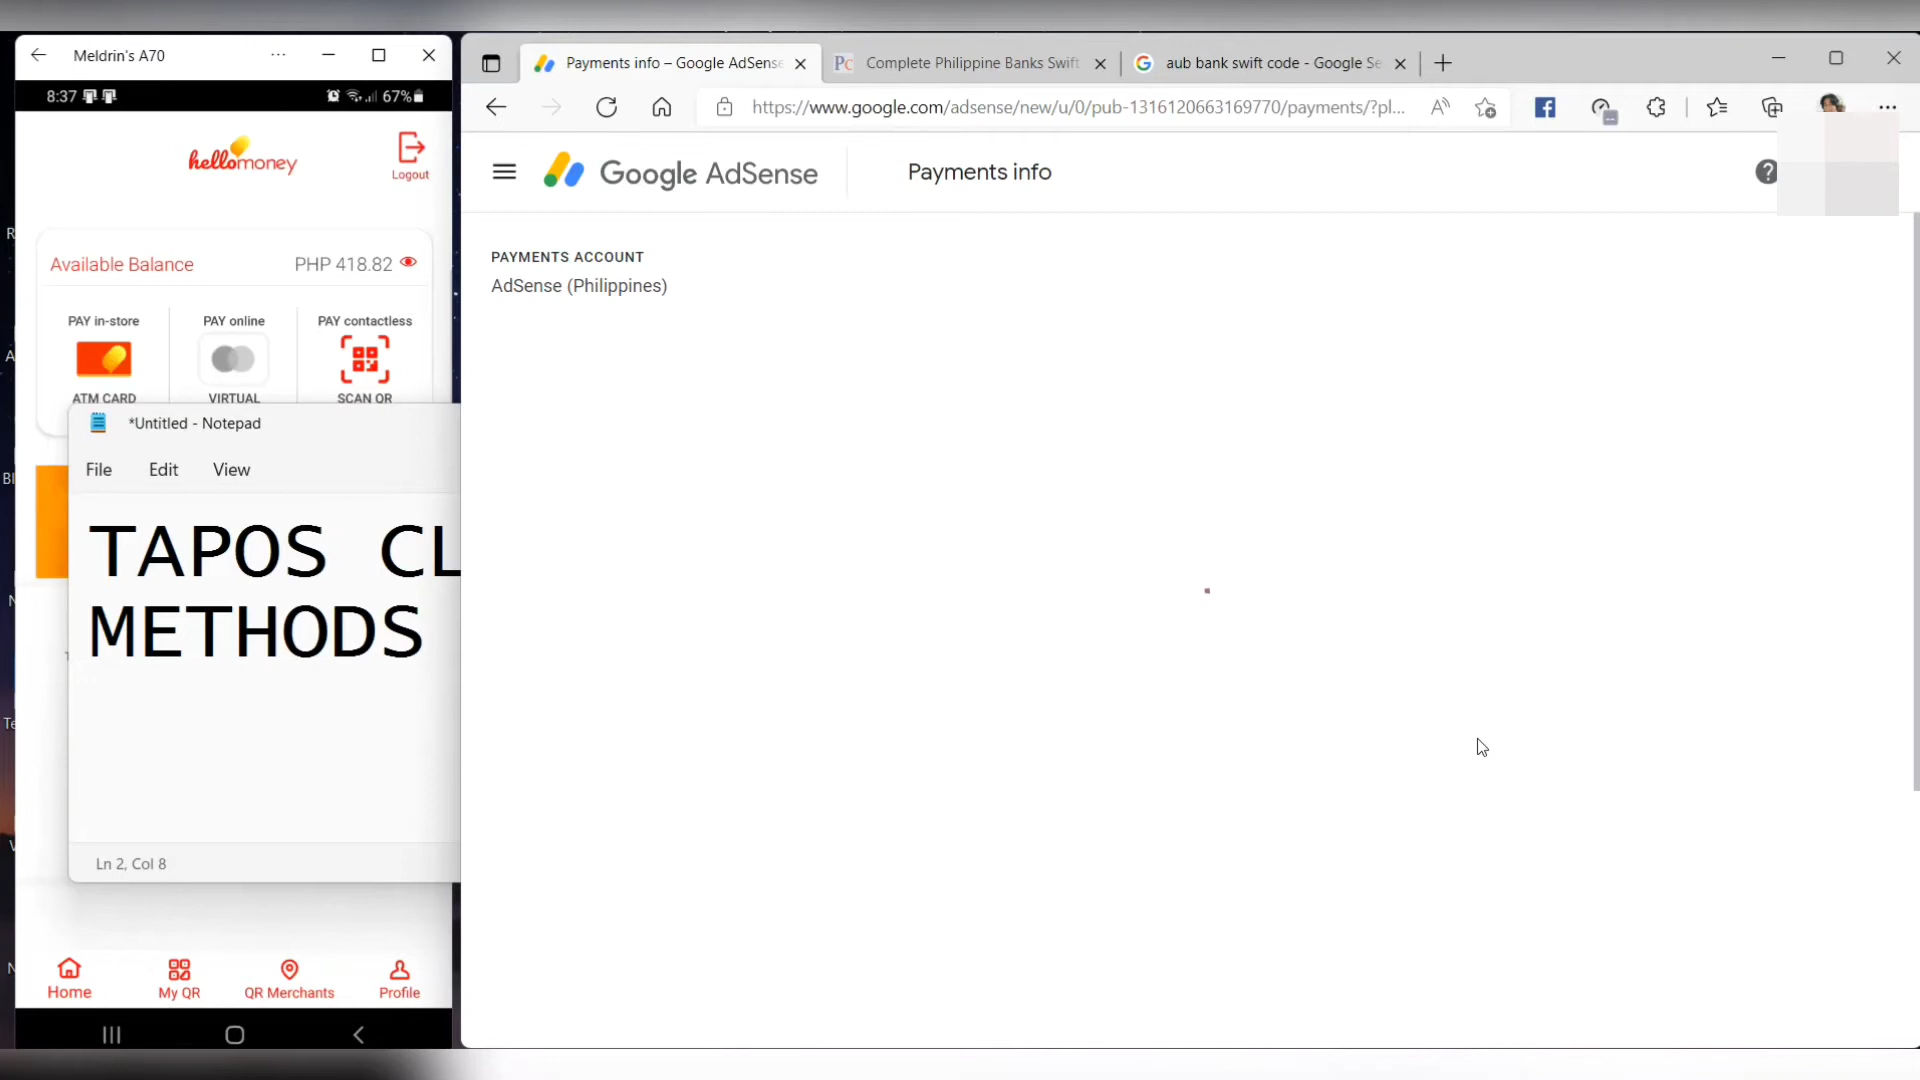 Meldrin's A70
8:37
67%
hellomoney
Logout
Available Balance
PHP 418.82
PAY in-store
PAY online
PAY contactless
ATM CARD
VIRTUAL
SCAN QR
*Untitled - Notepad
File
Edit
View
TAPOS CL
METHODS
Ln 2, Col 8
Home
My QR
QR Merchants
Profile
Payments info – Google AdSense
Complete Philippine Banks Swift
aub bank swift code - Google Se
https://www.google.com/adsense/new/u/0/pub-1316120663169770/payments/?pl...
Google AdSense
Payments info
PAYMENTS ACCOUNT
AdSense (Philippines)